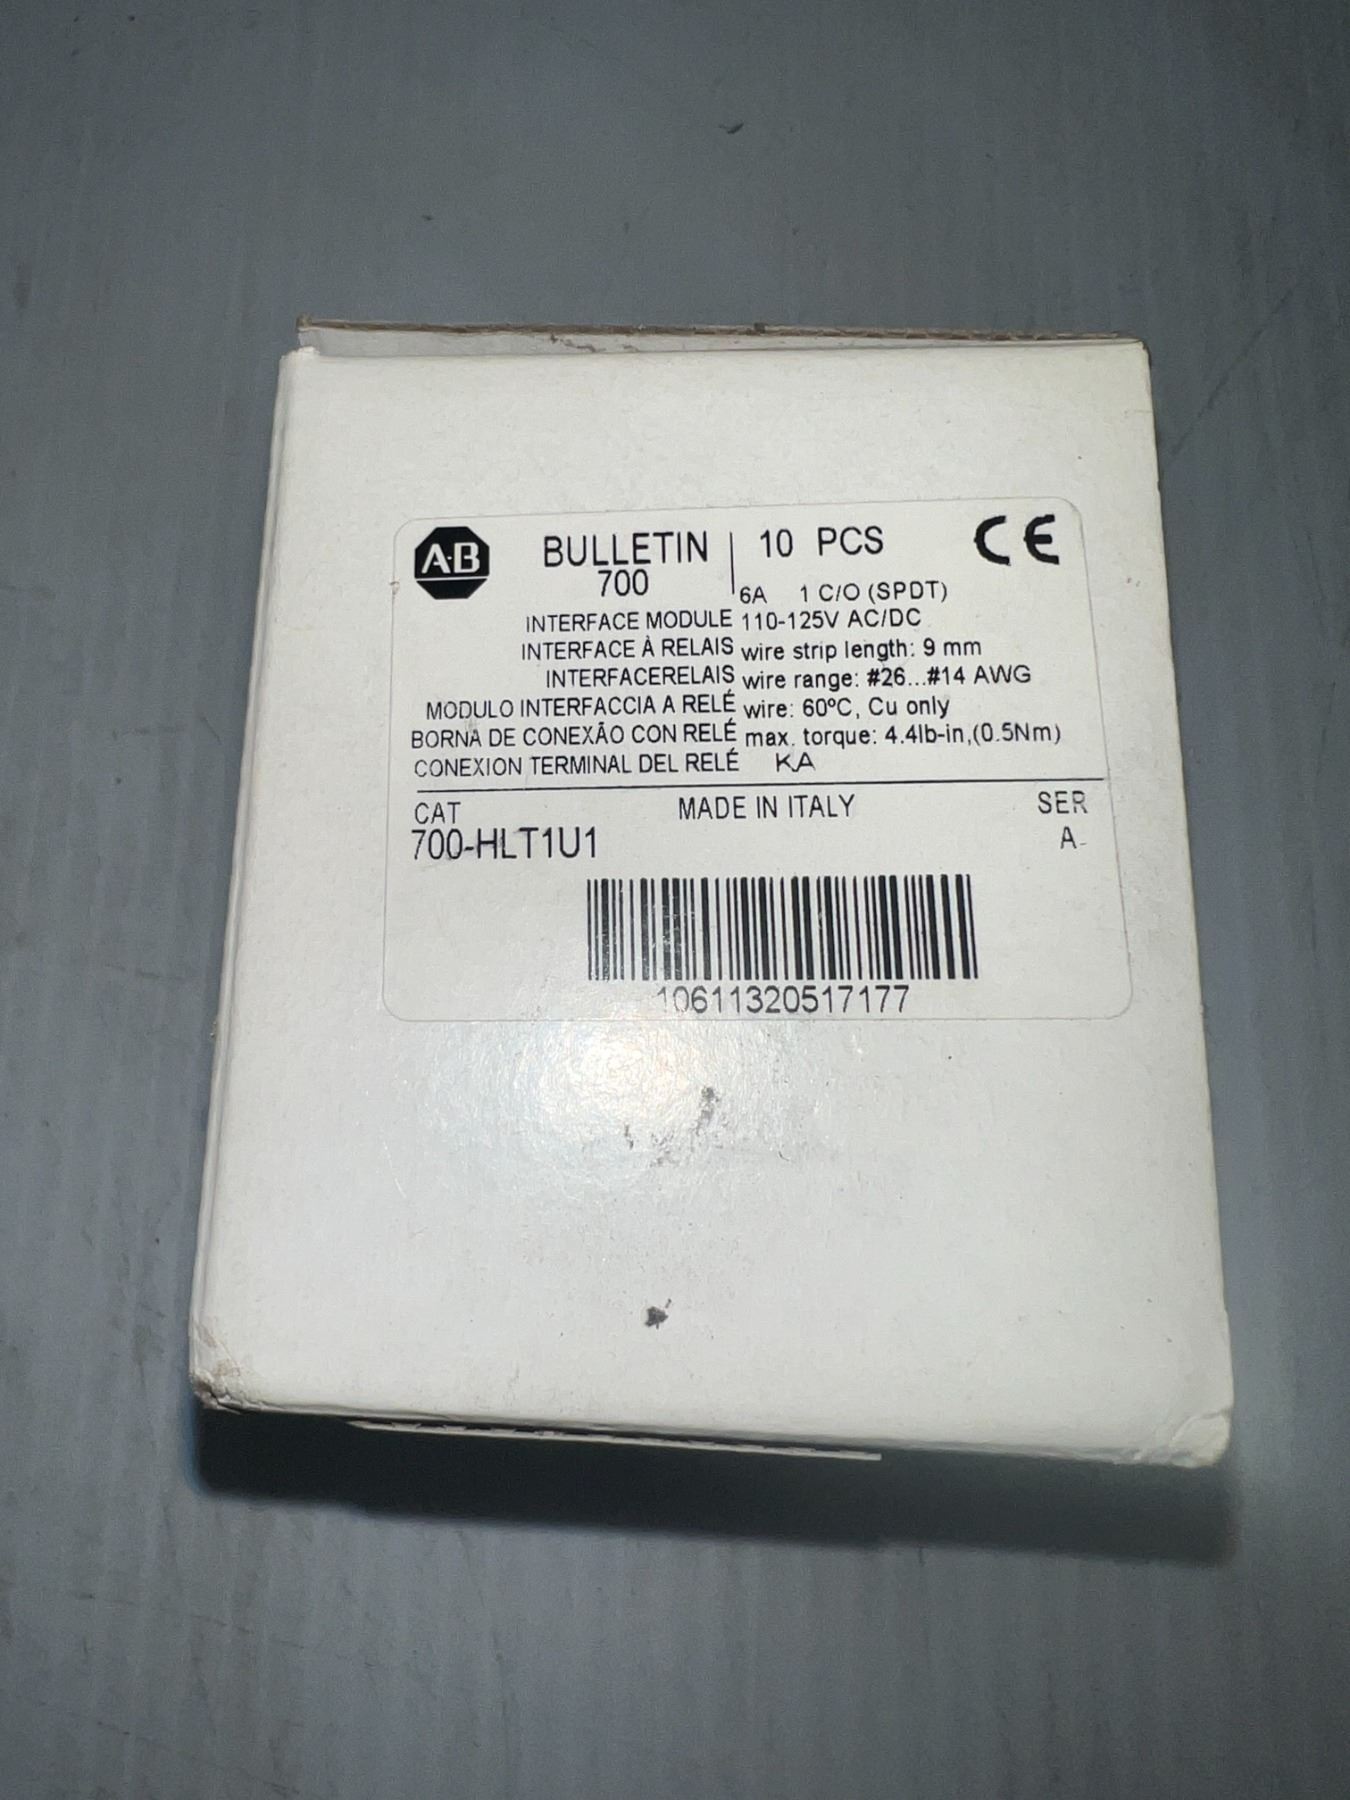 A·B BULLETIN 700 10 PCS CE
6A 1 C/O (SPDT)
INTERFACE MODULE 110-125V AC/DC
INTERFACE À RELAIS wire strip length: 9 mm
INTERFACERELAIS wire range: #26...#14 AWG
MODULO INTERFACCIA A RELÉ wire: 60ºC, Cu only
BORNA DE CONEXÃO CON RELÉ max. torque: 4.4lb-in,(0.5Nm)
CONEXION TERMINAL DEL RELÉ KA
CAT MADE IN ITALY SER
700-HLT1U1 A
10611320517177